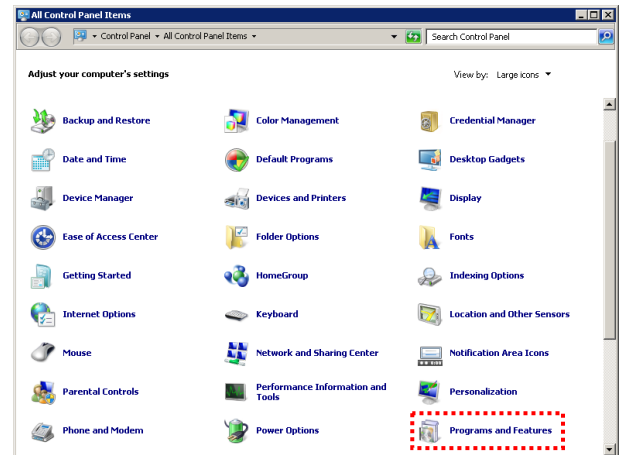 All Control Panel Items
Control Panel All Control Panel Items
Search Control Panel
Adjust your computer's settings
View by: Large icons
Backup and Restore
Color Management
Credential Manager
Date and Time
Default Programs
Desktop Gadgets
Device Manager
Devices and Printers
Display
Ease of Access Center
Folder Options
Fonts
Getting Started
HomeGroup
Indexing Options
Internet Options
Keyboard
Location and Other Sensors
Mouse
Network and Sharing Center
Notification Area Icons
Parental Controls
Performance Information and
Tools
Personalization
Phone and Modem
Power Options
Programs and Features